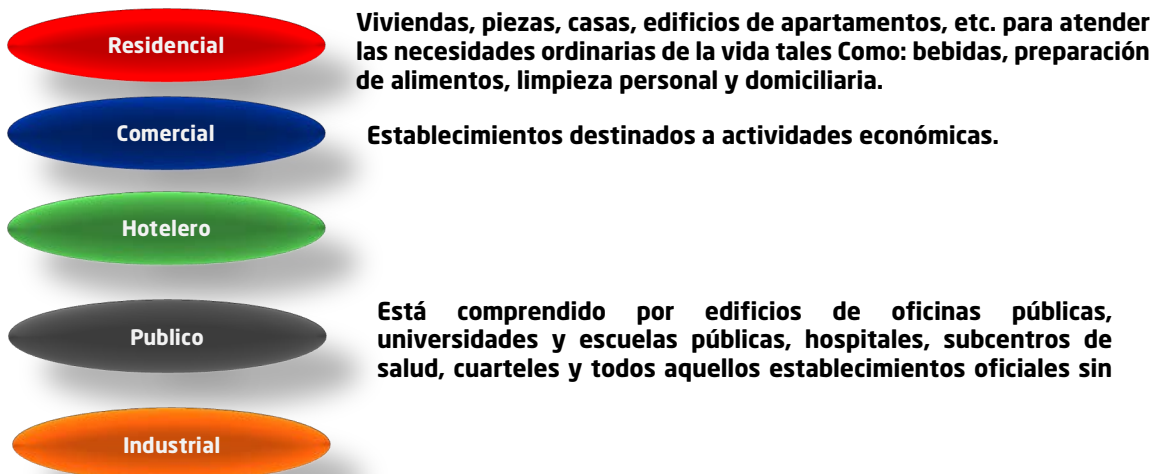 Residencial
Viviendas, piezas, casas, edificios de apartamentos, etc. para atender
las necesidades ordinarias de la vida tales Como: bebidas, preparación
de alimentos, limpieza personal y domiciliaria.
Comercial
Establecimientos destinados a actividades económicas.
Hotelero
Publico
Está comprendido por edificios de oficinas públicas,
universidades y escuelas públicas, hospitales, subcentros de
salud, cuarteles y todos aquellos establecimientos oficiales sin
Industrial